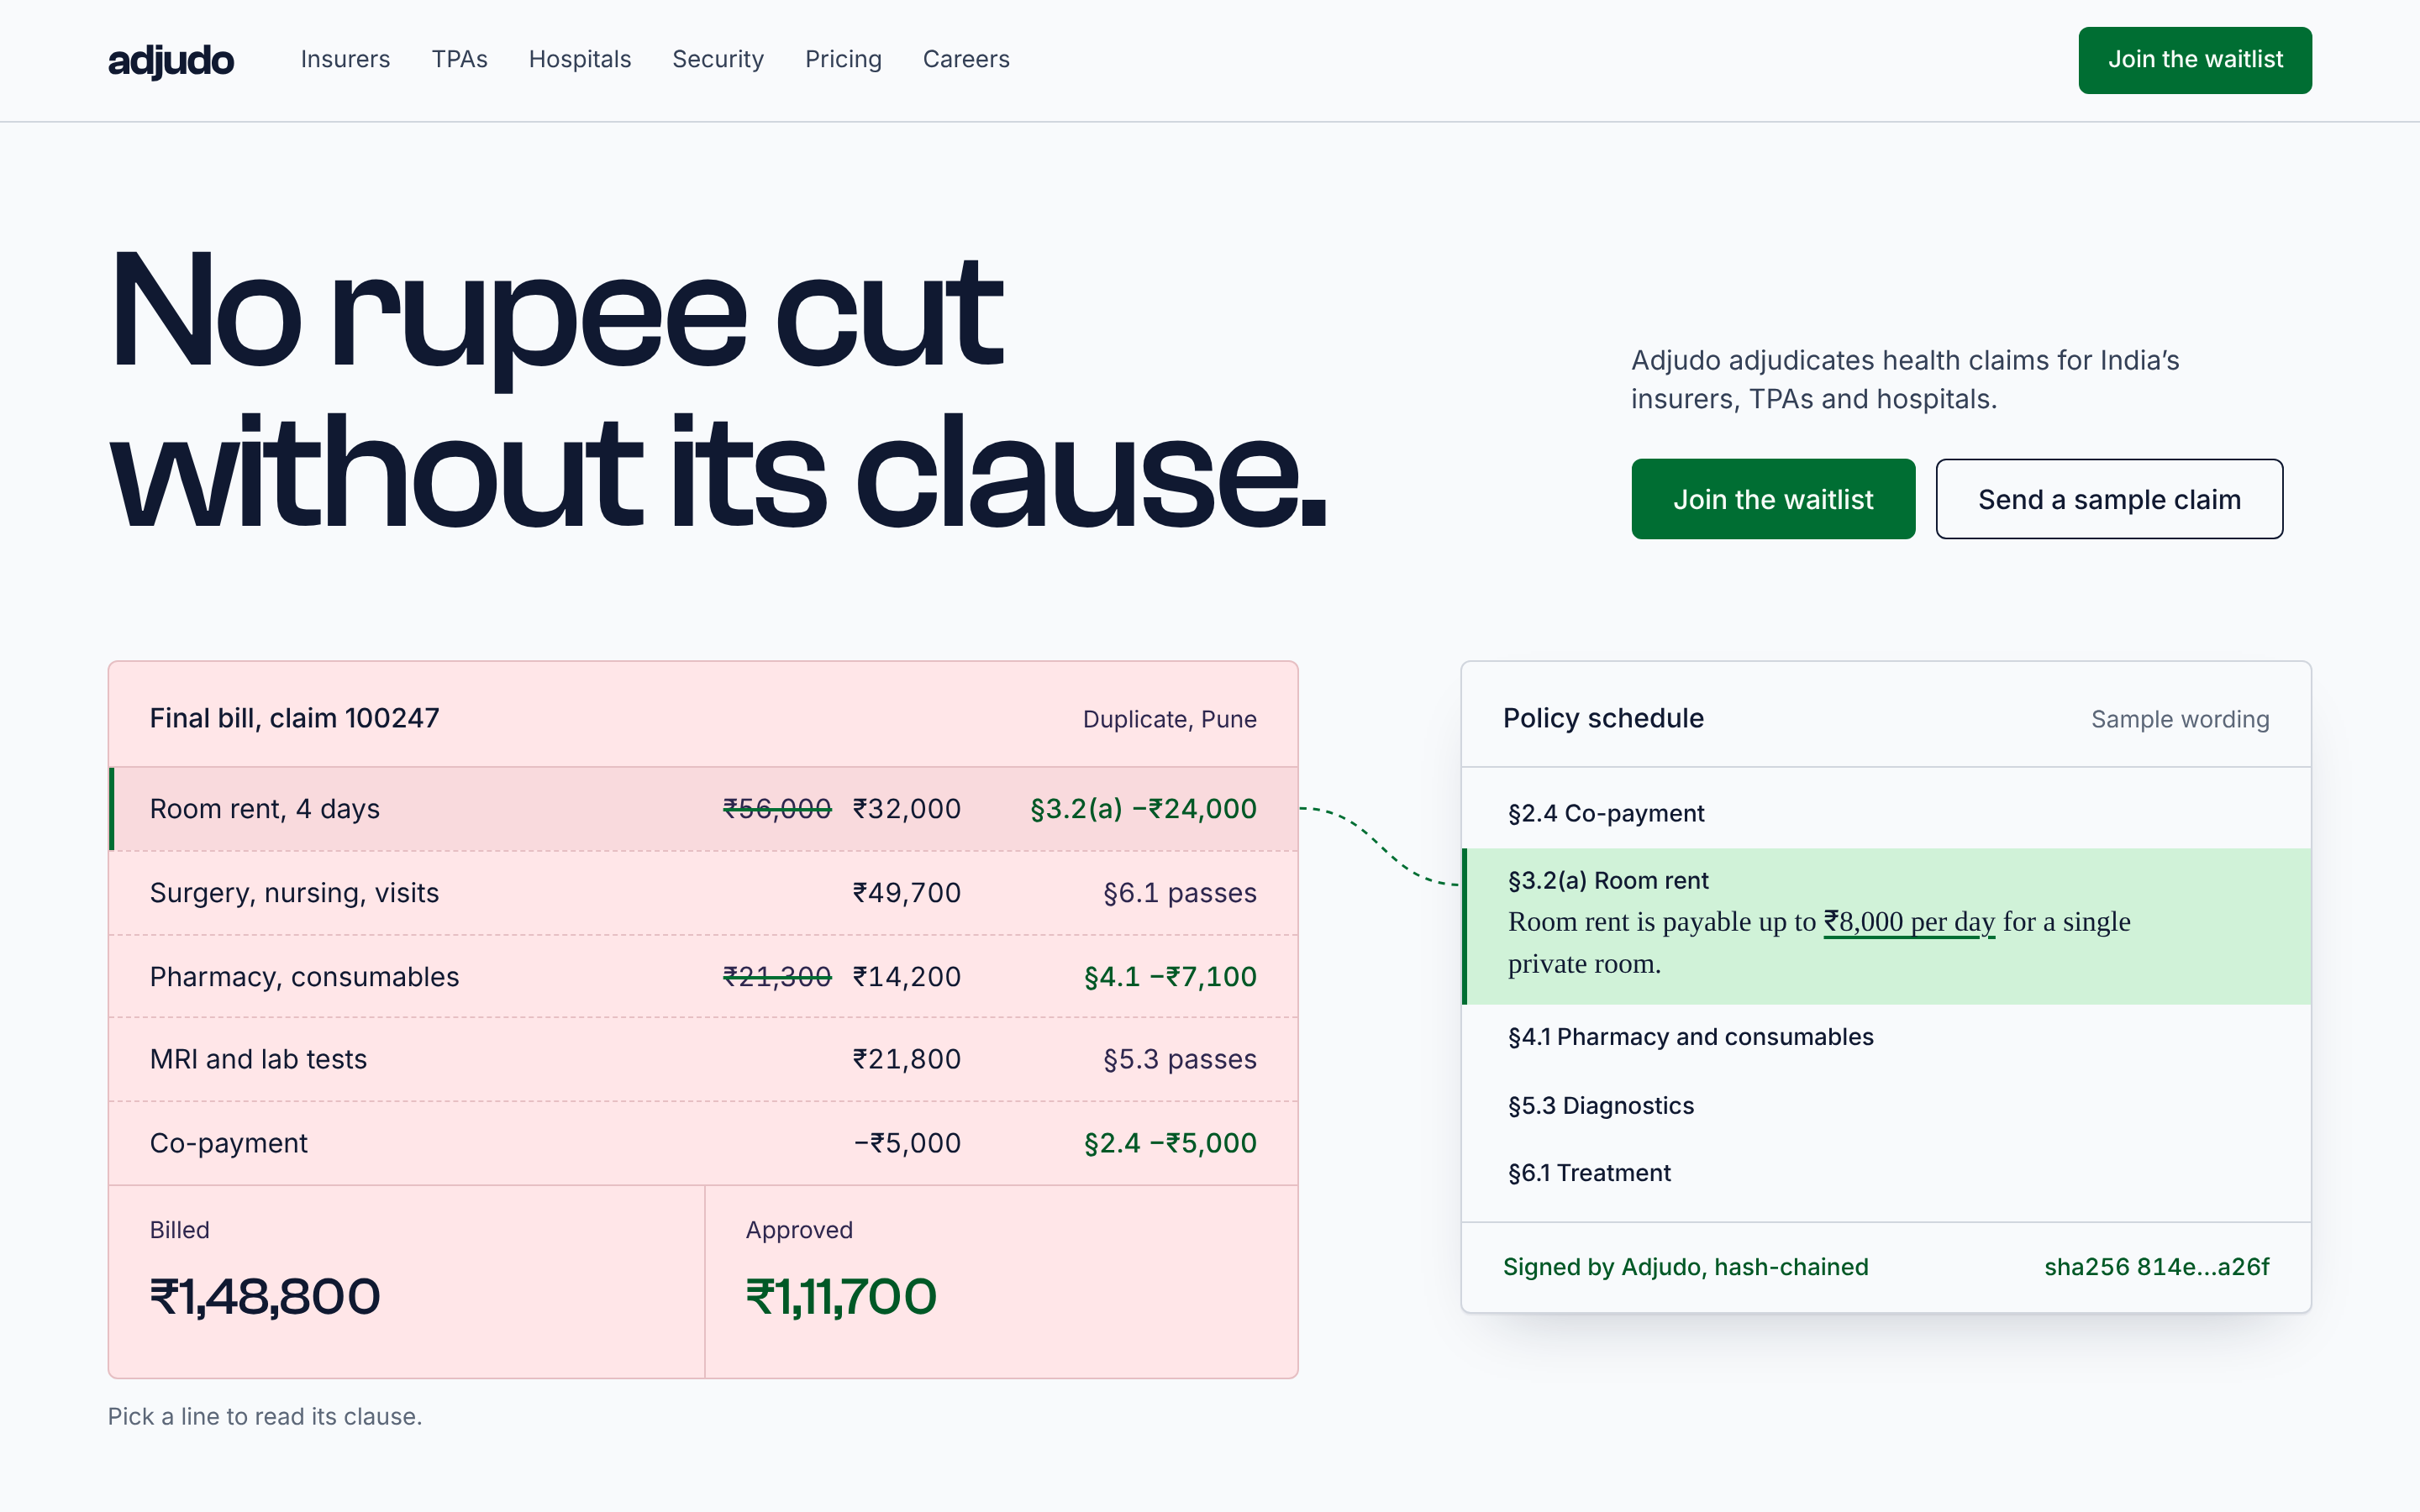 adjudo
Insurers
TPAs
Hospitals
Security
Pricing
Careers
Join the waitlist
No rupee cut
without its clause.
Adjudo adjudicates health claims for India’s
insurers, TPAs and hospitals.
Join the waitlist
Send a sample claim
Final bill, claim 100247
Duplicate, Pune
Room rent, 4 days ₹56,000 ₹32,000 §3.2(a) −₹24,000
Surgery, nursing, visits ₹49,700 §6.1 passes
Pharmacy, consumables ₹21,300 ₹14,200 §4.1 −₹7,100
MRI and lab tests ₹21,800 §5.3 passes
Co-payment −₹5,000 §2.4 −₹5,000
Billed
₹1,48,800
Approved
₹1,11,700
Pick a line to read its clause.
Policy schedule
Sample wording
§2.4 Co-payment
§3.2(a) Room rent
Room rent is payable up to ₹8,000 per day for a single
private room.
§4.1 Pharmacy and consumables
§5.3 Diagnostics
§6.1 Treatment
Signed by Adjudo, hash-chained
sha256 814e…a26f